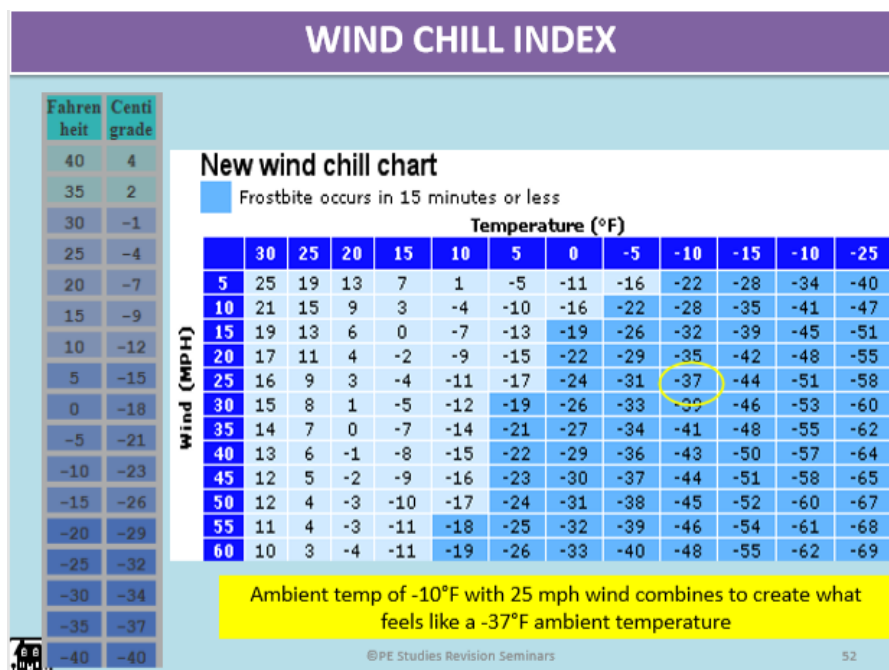 WIND CHILL INDEX
Fahren Centi
heit grade
40 4
35 2
30 -1
25 -4
20 -7
15 -9
10 -12
5 -15
0 -18
-5 -21
-10 -23
-15 -26
-20 -29
-25 -32
-30 -34
-35 -37
-40 -40
New wind chill chart
Frostbite occurs in 15 minutes or less
Temperature (°F)
30 25 20 15 10 5 0 -5 -10 -15 -10 -25
Wind (MPH)
5 25 19 13 7 1 -5 -11 -16 -22 -28 -34 -40
10 21 15 9 3 -4 -10 -16 -22 -28 -35 -41 -47
15 19 13 6 0 -7 -13 -19 -26 -32 -39 -45 -51
20 17 11 4 -2 -9 -15 -22 -29 -35 -42 -48 -55
25 16 9 3 -4 -11 -17 -24 -31 -37 -44 -51 -58
30 15 8 1 -5 -12 -19 -26 -33 -39 -46 -53 -60
35 14 7 0 -7 -14 -21 -27 -34 -41 -48 -55 -62
40 13 6 -1 -8 -15 -22 -29 -36 -43 -50 -57 -64
45 12 5 -2 -9 -16 -23 -30 -37 -44 -51 -58 -65
50 12 4 -3 -10 -17 -24 -31 -38 -45 -52 -60 -67
55 11 4 -3 -11 -18 -25 -32 -39 -46 -54 -61 -68
60 10 3 -4 -11 -19 -26 -33 -40 -48 -55 -62 -69
Ambient temp of -10°F with 25 mph wind combines to create what
feels like a -37°F ambient temperature
©PE Studies Revision Seminars
52